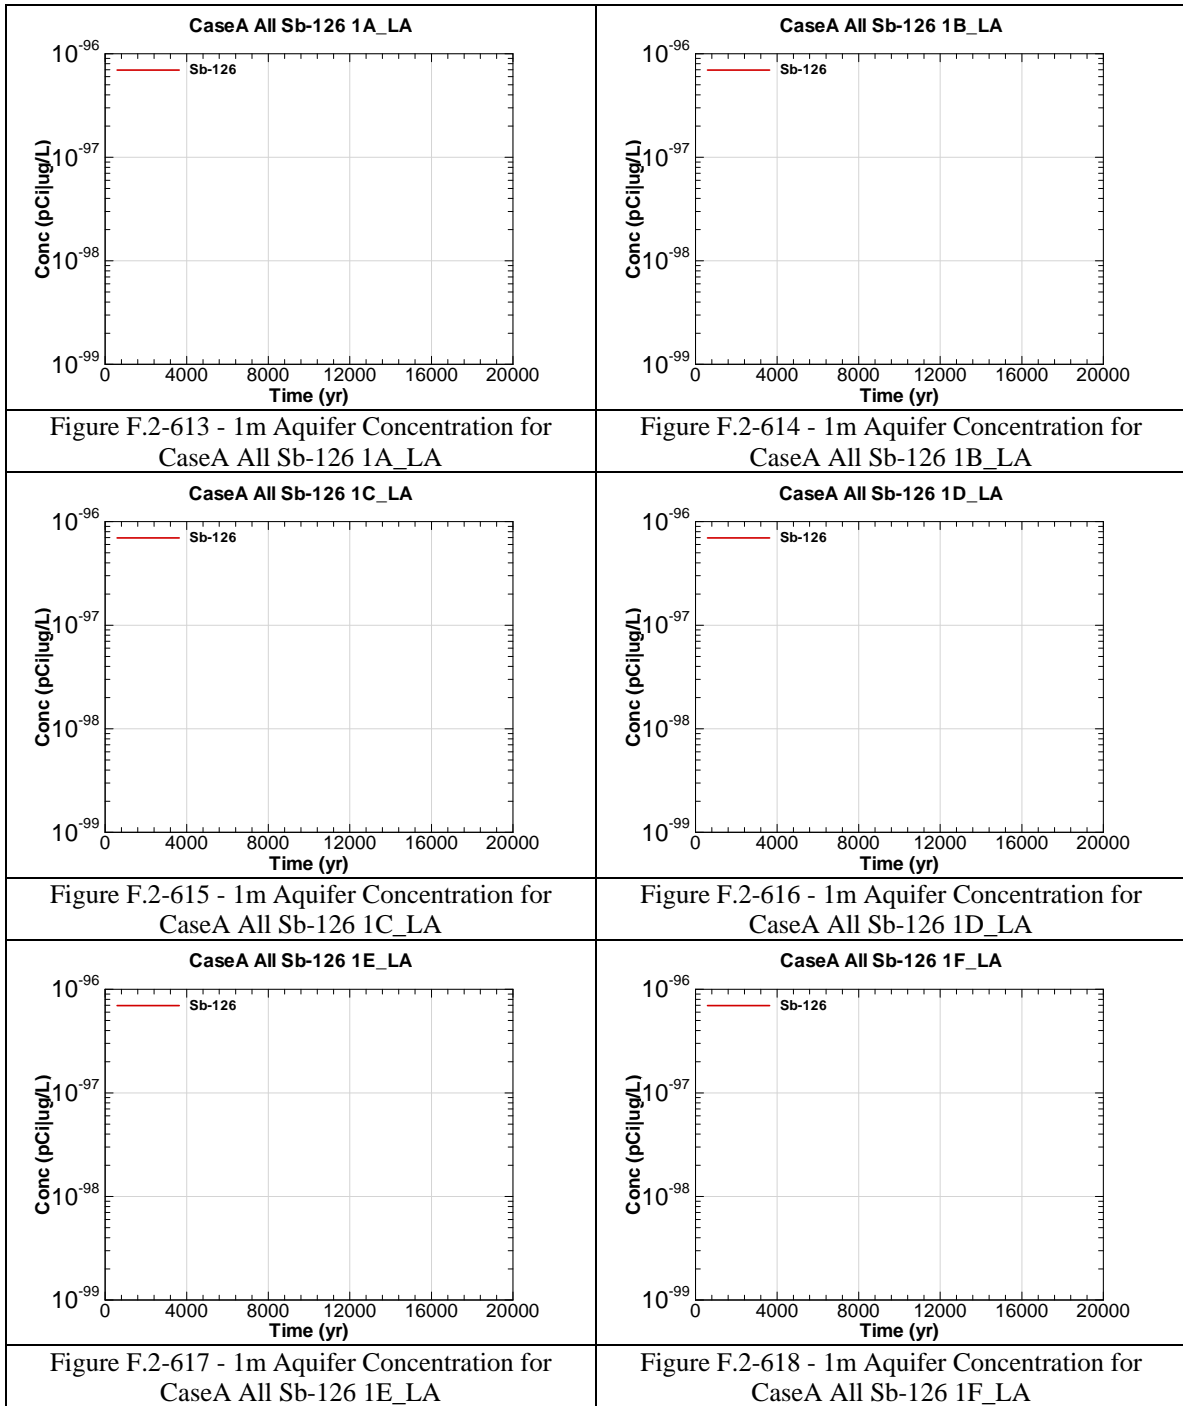 CaseA All Sb-126 1A_LA
10-96
Sb-126
10-97
Conc (pCi|ug/L)
10-98
10-99
0 4000 8000 12000 16000 20000
Time (yr)
Figure F.2-613 - 1m Aquifer Concentration for
CaseA All Sb-126 1A_LA
CaseA All Sb-126 1B_LA
10-96
Sb-126
10-97
Conc (pCi|ug/L)
10-98
10-99
0 4000 8000 12000 16000 20000
Time (yr)
Figure F.2-614 - 1m Aquifer Concentration for
CaseA All Sb-126 1B_LA
CaseA All Sb-126 1C_LA
10-96
Sb-126
10-97
Conc (pCi|ug/L)
10-98
10-99
0 4000 8000 12000 16000 20000
Time (yr)
Figure F.2-615 - 1m Aquifer Concentration for
CaseA All Sb-126 1C_LA
CaseA All Sb-126 1D_LA
10-96
Sb-126
10-97
Conc (pCi|ug/L)
10-98
10-99
0 4000 8000 12000 16000 20000
Time (yr)
Figure F.2-616 - 1m Aquifer Concentration for
CaseA All Sb-126 1D_LA
CaseA All Sb-126 1E_LA
10-96
Sb-126
10-97
Conc (pCi|ug/L)
10-98
10-99
0 4000 8000 12000 16000 20000
Time (yr)
Figure F.2-617 - 1m Aquifer Concentration for
CaseA All Sb-126 1E_LA
CaseA All Sb-126 1F_LA
10-96
Sb-126
10-97
Conc (pCi|ug/L)
10-98
10-99
0 4000 8000 12000 16000 20000
Time (yr)
Figure F.2-618 - 1m Aquifer Concentration for
CaseA All Sb-126 1F_LA